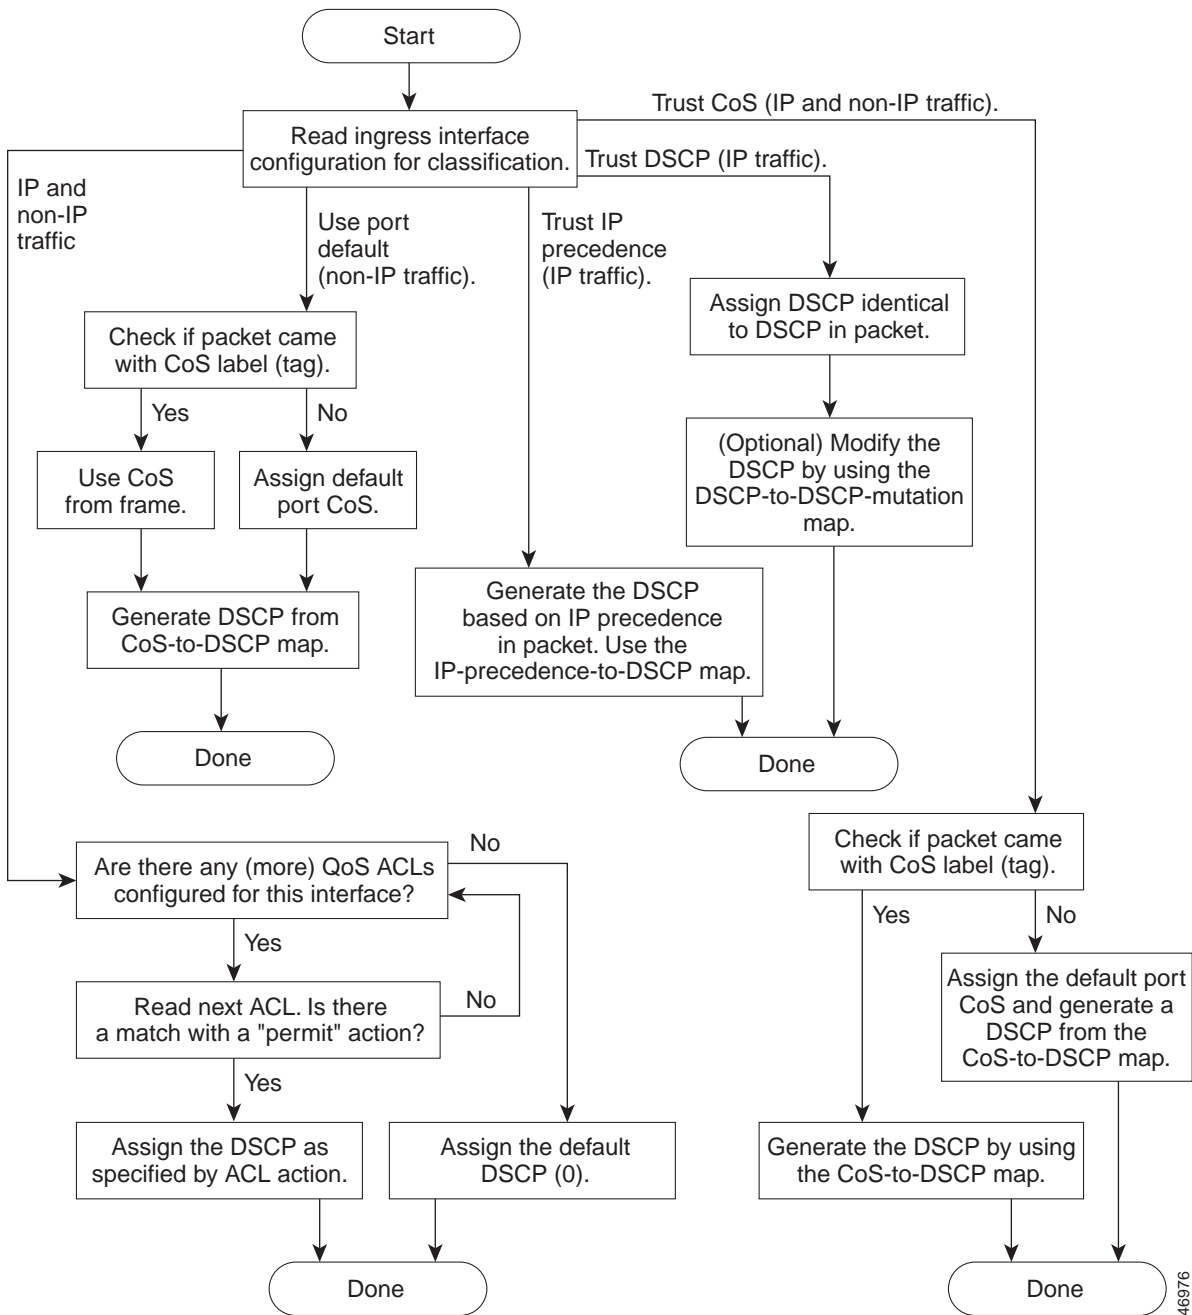 Start
Trust CoS (IP and non-IP traffic).
Read ingress interface
configuration for classification.
Trust DSCP (IP traffic).
IP and
non-IP
traffic
Use port
default
(non-IP traffic).
Trust IP
precedence
(IP traffic).
Assign DSCP identical
to DSCP in packet.
Check if packet came
with CoS label (tag).
Yes
No
(Optional) Modify the
DSCP by using the
DSCP-to-DSCP-mutation
map.
Use CoS
from frame.
Assign default
port CoS.
Generate the DSCP
based on IP precedence
in packet. Use the
IP-precedence-to-DSCP map.
Generate DSCP from
CoS-to-DSCP map.
Done
Done
Check if packet came
with CoS label (tag).
Are there any (more) QoS ACLs
configured for this interface?
No
Yes
No
Yes
Read next ACL. Is there
a match with a "permit" action?
No
Assign the default port
CoS and generate a
DSCP from the
CoS-to-DSCP map.
Yes
Assign the DSCP as
specified by ACL action.
Assign the default
DSCP (0).
Generate the DSCP by using
the CoS-to-DSCP map.
Done
Done
46976